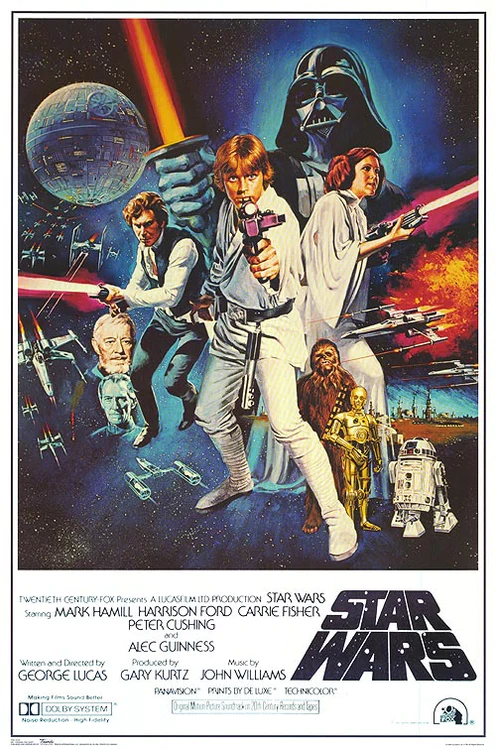 TWENTIETH CENTURY-FOX Presents A LUCASFILM LTD PRODUCTION STAR WARS
Starring MARK HAMILL HARRISON FORD CARRIE FISHER
PETER CUSHING
and
ALEC GUINNESS
Written and Directed by GEORGE LUCAS
Produced by GARY KURTZ
Music by JOHN WILLIAMS
PANAVISION® PRINTS BY DE LUXE® TECHNICOLOR®
Original Motion Picture Soundtrack on 20th Century Records and Tapes
Making Films Sound Better
DOLBY SYSTEM
Noise Reduction · High Fidelity
STAR
WARS